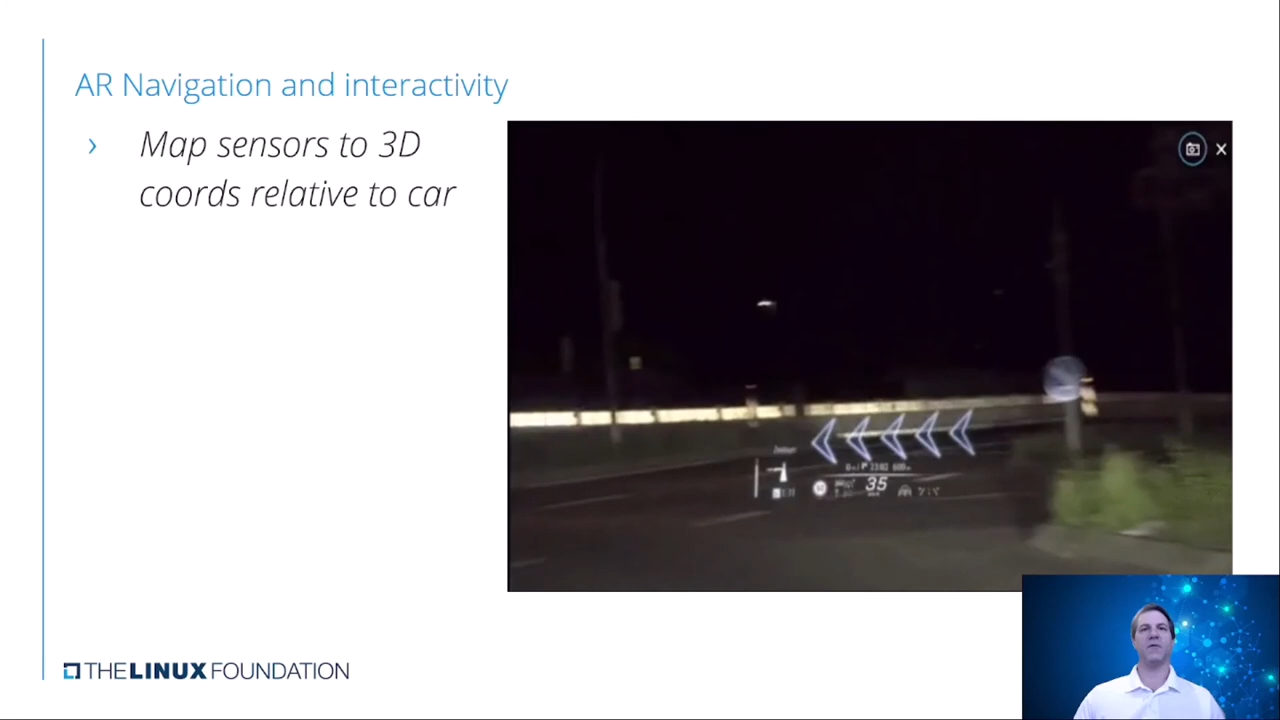 AR Navigation and interactivity
› Map sensors to 3D
coords relative to car
35
THE LINUX FOUNDATION